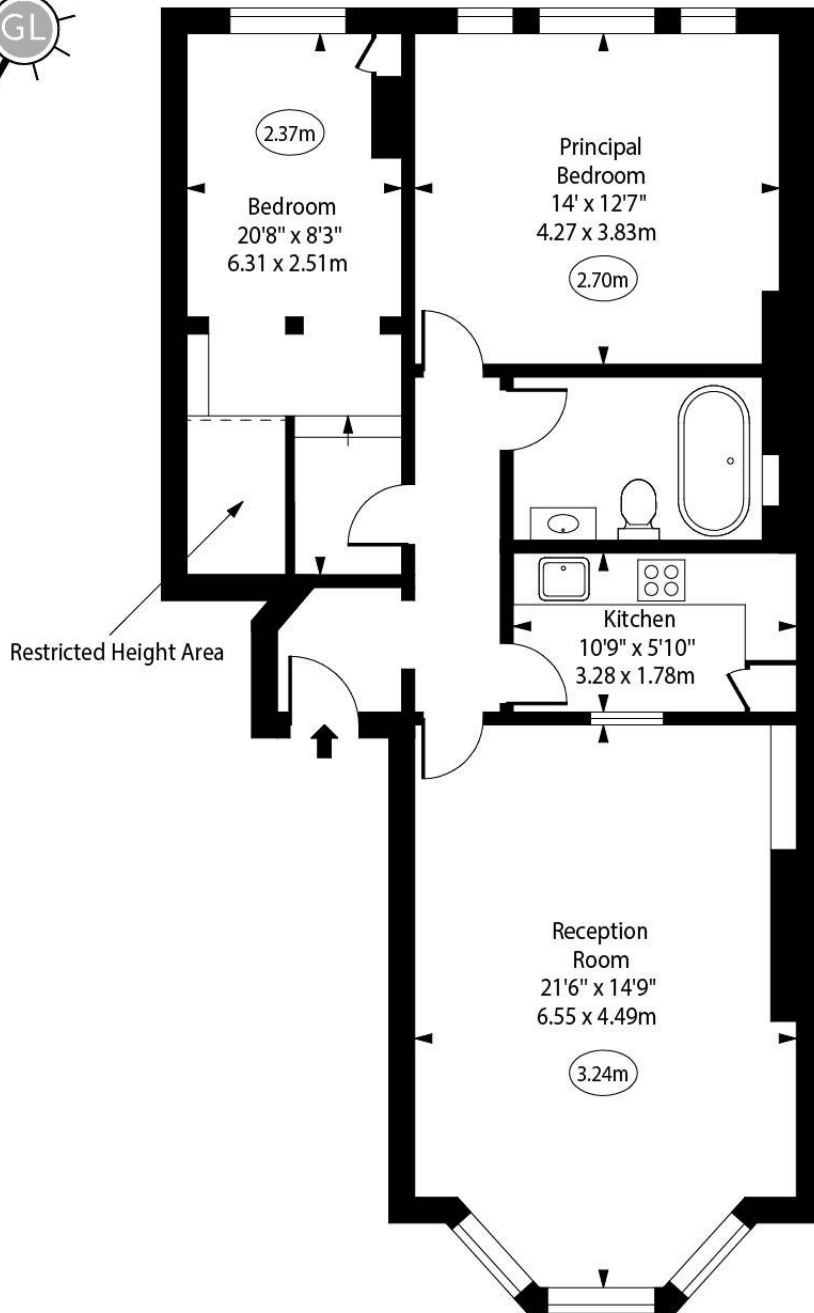 GL
2.37m
Bedroom
20'8" x 8'3"
6.31 x 2.51m
Principal
Bedroom
14' x 12'7"
4.27 x 3.83m
2.70m
Restricted Height Area
Kitchen
10'9" x 5'10"
3.28 x 1.78m
Reception
Room
21'6" x 14'9"
6.55 x 4.49m
3.24m